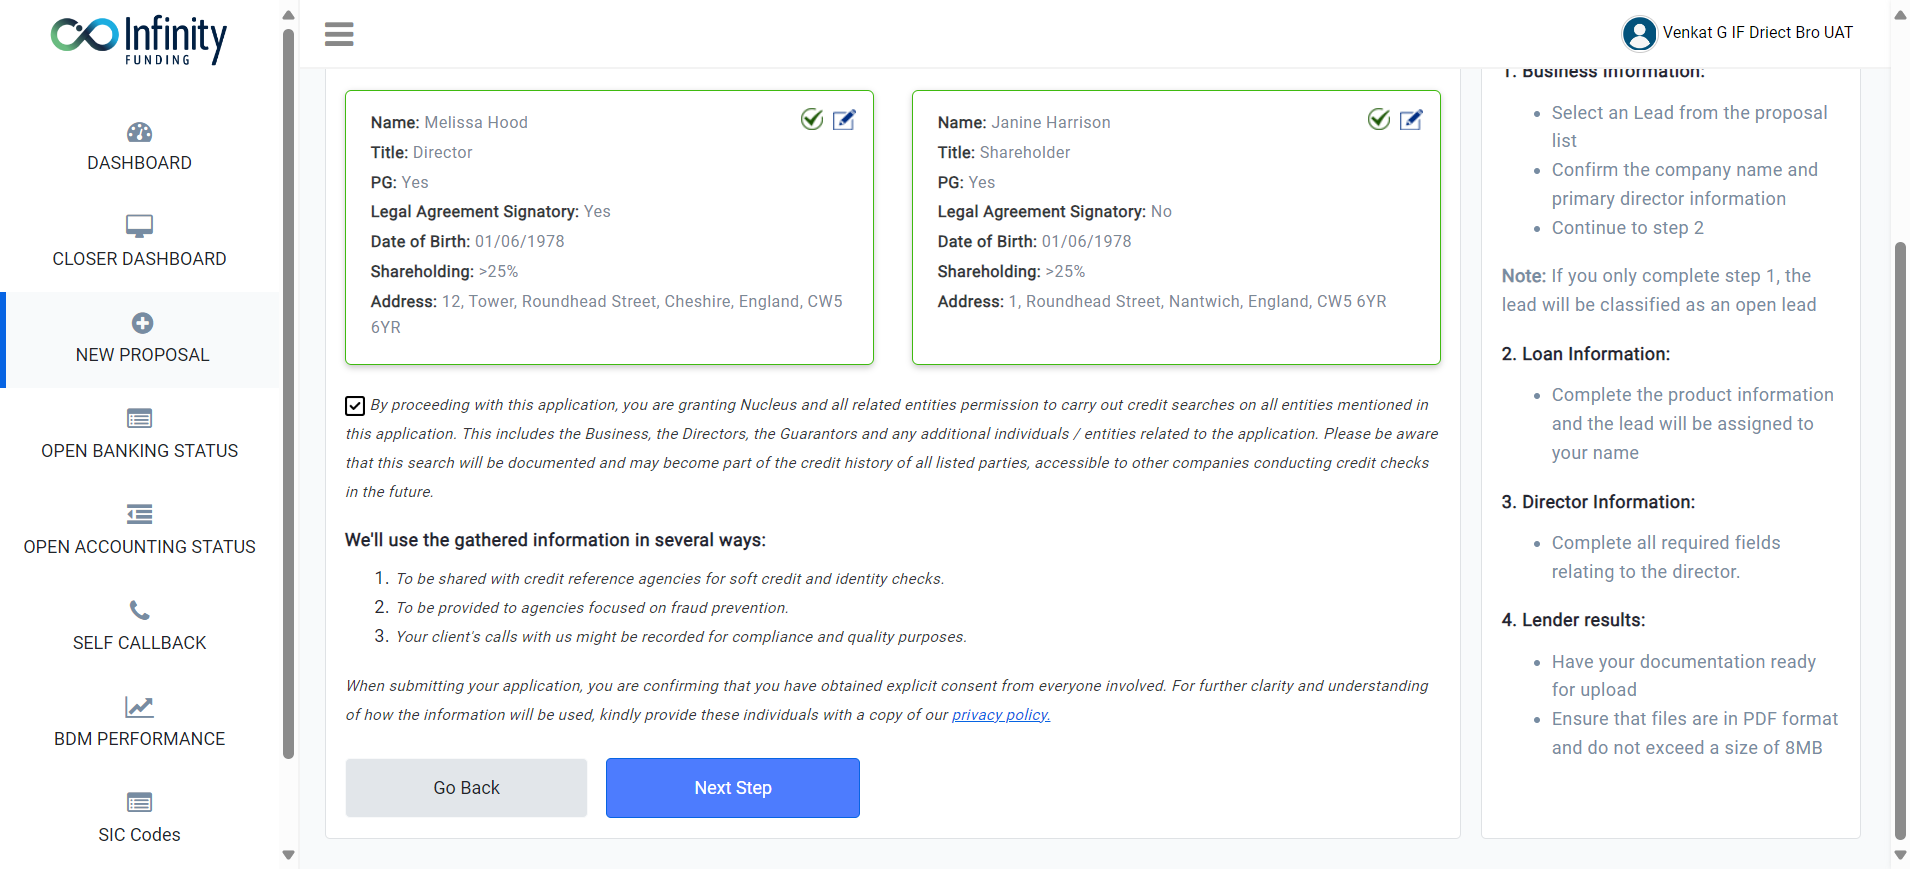 Infinity
FUNDING
DASHBOARD
CLOSER DASHBOARD
NEW PROPOSAL
OPEN BANKING STATUS
OPEN ACCOUNTING STATUS
SELF CALLBACK
BDM PERFORMANCE
SIC Codes
Venkat G IF Driect Bro UAT
Name: Melissa Hood
Title: Director
PG: Yes
Legal Agreement Signatory: Yes
Date of Birth: 01/06/1978
Shareholding: >25%
Address: 12, Tower, Roundhead Street, Cheshire, England, CW5
6YR
Name: Janine Harrison
Title: Shareholder
PG: Yes
Legal Agreement Signatory: No
Date of Birth: 01/06/1978
Shareholding: >25%
Address: 1, Roundhead Street, Nantwich, England, CW5 6YR
By proceeding with this application, you are granting Nucleus and all related entities permission to carry out credit searches on all entities mentioned in
this application. This includes the Business, the Directors, the Guarantors and any additional individuals / entities related to the application. Please be aware
that this search will be documented and may become part of the credit history of all listed parties, accessible to other companies conducting credit checks
in the future.
We'll use the gathered information in several ways:
1. To be shared with credit reference agencies for soft credit and identity checks.
2. To be provided to agencies focused on fraud prevention.
3. Your client's calls with us might be recorded for compliance and quality purposes.
When submitting your application, you are confirming that you have obtained explicit consent from everyone involved. For further clarity and understanding
of how the information will be used, kindly provide these individuals with a copy of our privacy policy.
Go Back
Next Step
1. Business Information:
• Select an Lead from the proposal
list
• Confirm the company name and
primary director information
• Continue to step 2
Note: If you only complete step 1, the
lead will be classified as an open lead
2. Loan Information:
• Complete the product information
and the lead will be assigned to
your name
3. Director Information:
• Complete all required fields
relating to the director.
4. Lender results:
• Have your documentation ready
for upload
• Ensure that files are in PDF format
and do not exceed a size of 8MB